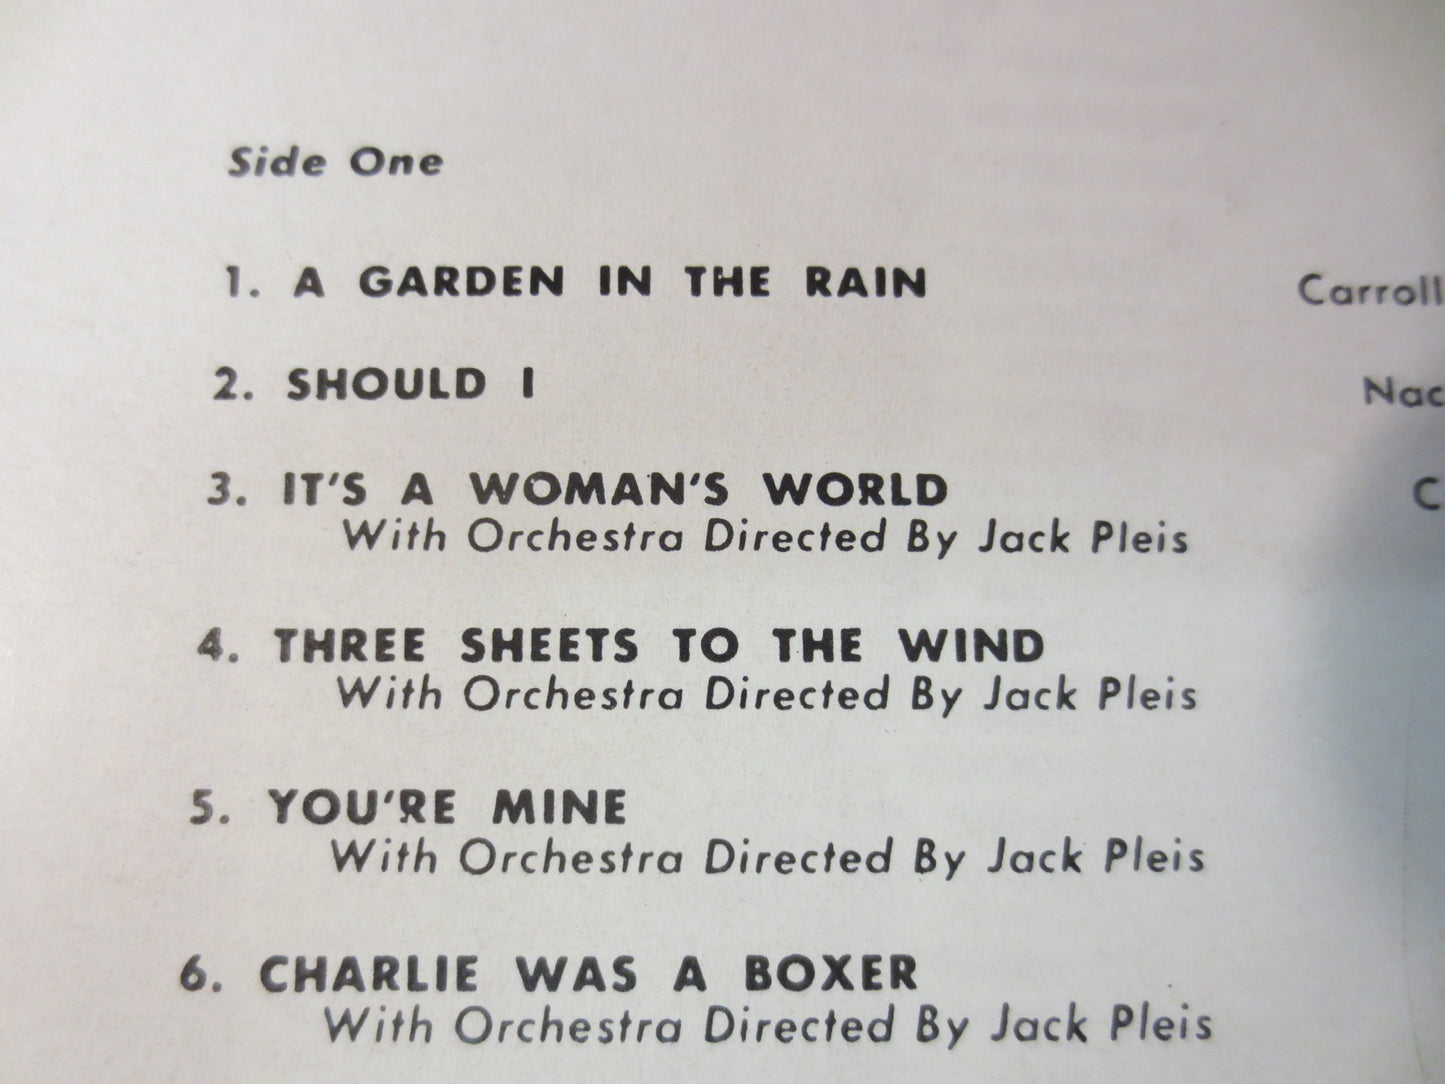 Side One
1. A GARDEN IN THE RAIN Carroll
2. SHOULD I Nac
3. IT'S A WOMAN'S WORLD C
With Orchestra Directed By Jack Pleis
4. THREE SHEETS TO THE WIND
With Orchestra Directed By Jack Pleis
5. YOU'RE MINE
With Orchestra Directed By Jack Pleis
6. CHARLIE WAS A BOXER
With Orchestra Directed By Jack Pleis